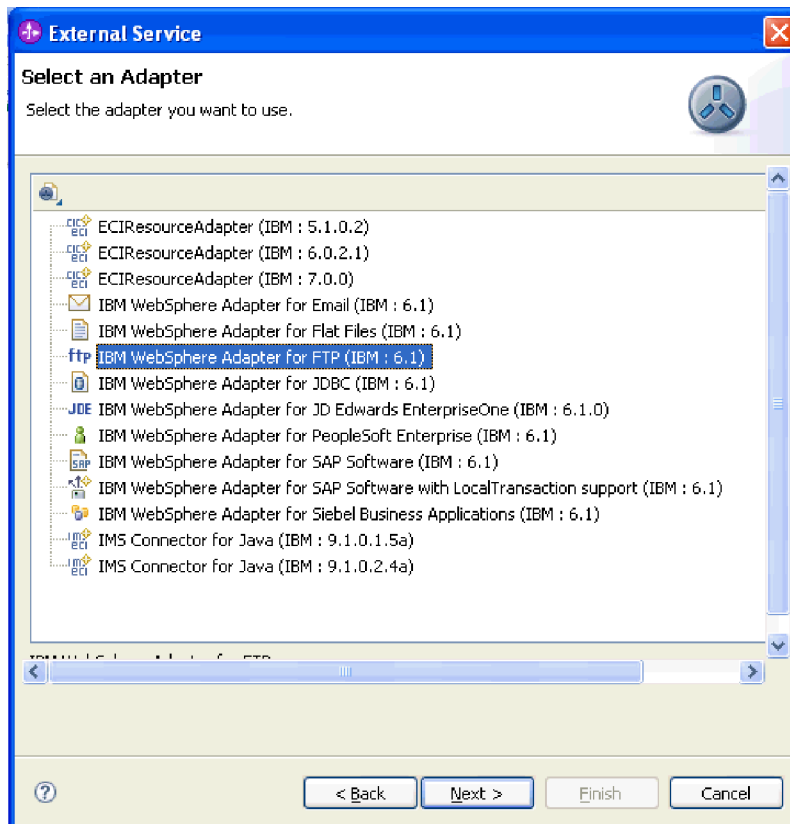 External Service
Select an Adapter
Select the adapter you want to use.
ECIResourceAdapter (IBM : 5.1.0.2)
ECIResourceAdapter (IBM : 6.0.2.1)
ECIResourceAdapter (IBM : 7.0.0)
IBM WebSphere Adapter for Email (IBM : 6.1)
IBM WebSphere Adapter for Flat Files (IBM : 6.1)
ftp IBM WebSphere Adapter for FTP (IBM : 6.1)
IBM WebSphere Adapter for JDBC (IBM : 6.1)
JDE IBM WebSphere Adapter for JD Edwards EnterpriseOne (IBM : 6.1.0)
IBM WebSphere Adapter for PeopleSoft Enterprise (IBM : 6.1)
SAP IBM WebSphere Adapter for SAP Software (IBM : 6.1)
IBM WebSphere Adapter for SAP Software with LocalTransaction support (IBM : 6.1)
IBM WebSphere Adapter for Siebel Business Applications (IBM : 6.1)
IMS Connector for Java (IBM : 9.1.0.1.5a)
IMS Connector for Java (IBM : 9.1.0.2.4a)
< Back Next > Finish Cancel